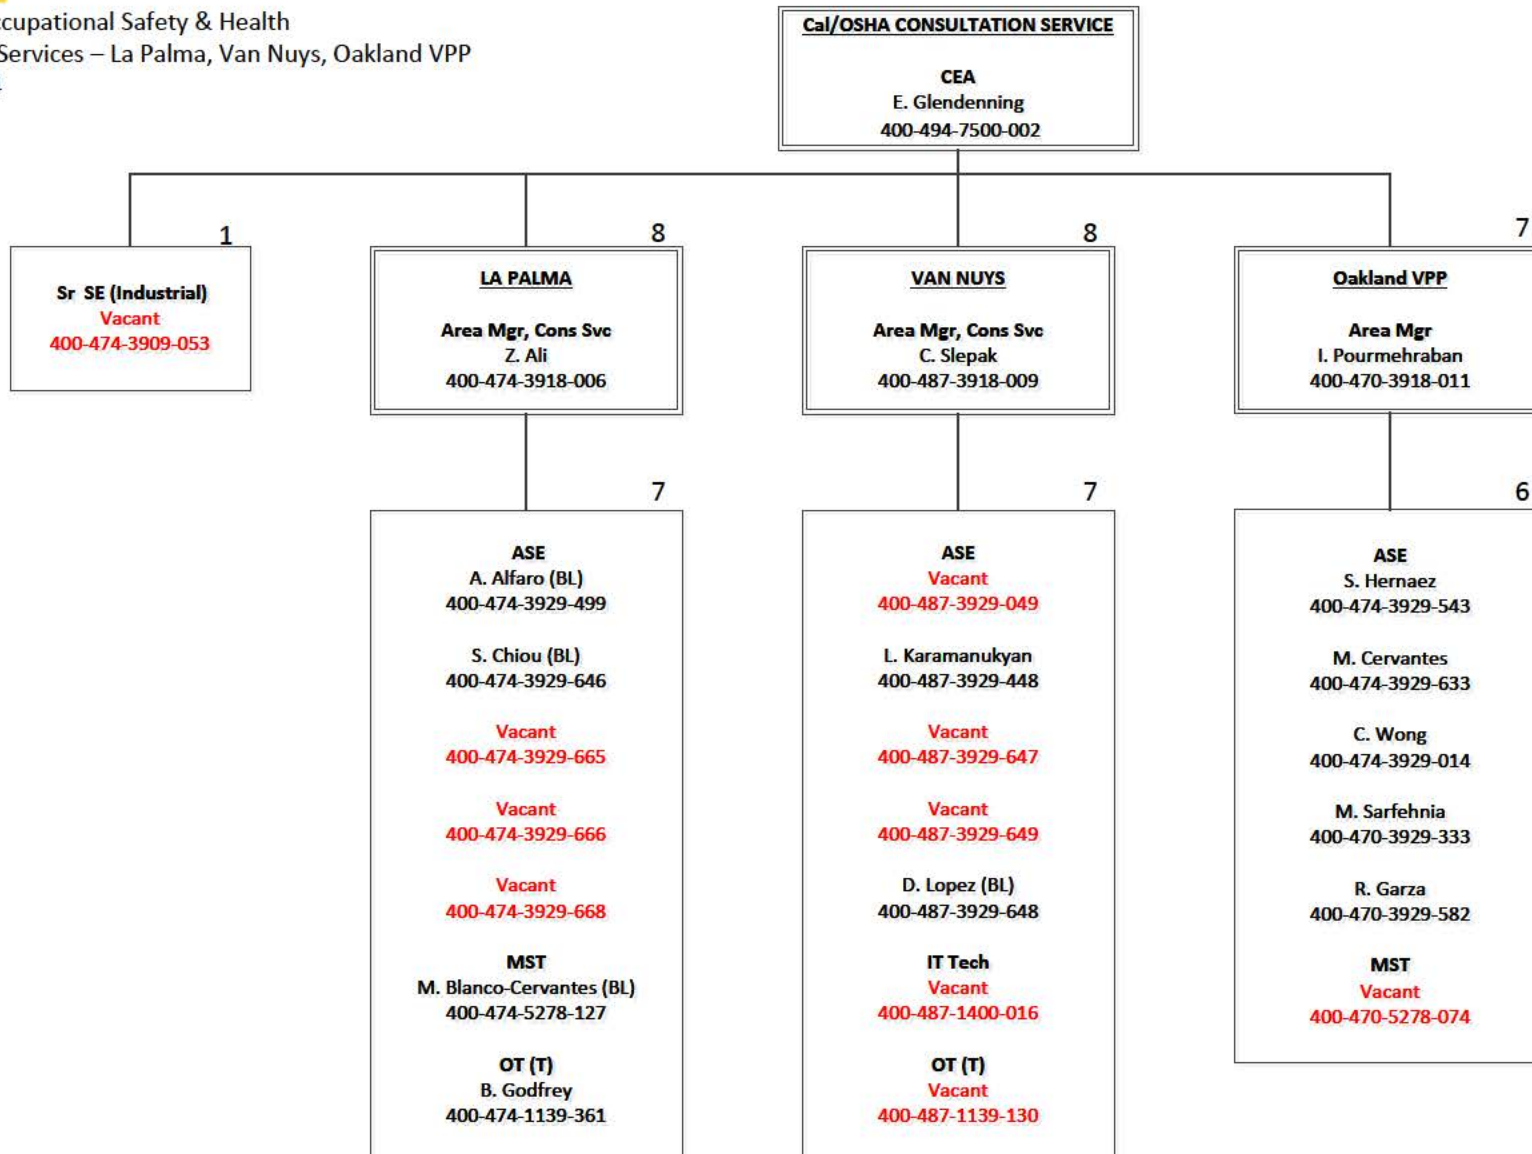 ccupational Safety & Health
Services – La Palma, Van Nuys, Oakland VPP
Cal/OSHA CONSULTATION SERVICE
CEA
E. Glendenning
400-494-7500-002
1
Sr SE (Industrial)
Vacant
400-474-3909-053
8
LA PALMA
Area Mgr, Cons Svc
Z. Ali
400-474-3918-006
8
VAN NUYS
Area Mgr, Cons Svc
C. Slepak
400-487-3918-009
7
Oakland VPP
Area Mgr
I. Pourmehraban
400-470-3918-011
7
ASE
A. Alfaro (BL)
400-474-3929-499
S. Chiou (BL)
400-474-3929-646
Vacant
400-474-3929-665
Vacant
400-474-3929-666
Vacant
400-474-3929-668
MST
M. Blanco-Cervantes (BL)
400-474-5278-127
OT (T)
B. Godfrey
400-474-1139-361
7
ASE
Vacant
400-487-3929-049
L. Karamanukyan
400-487-3929-448
Vacant
400-487-3929-647
Vacant
400-487-3929-649
D. Lopez (BL)
400-487-3929-648
IT Tech
Vacant
400-487-1400-016
OT (T)
Vacant
400-487-1139-130
6
ASE
S. Hernaez
400-474-3929-543
M. Cervantes
400-474-3929-633
C. Wong
400-474-3929-014
M. Sarfehnia
400-470-3929-333
R. Garza
400-470-3929-582
MST
Vacant
400-470-5278-074